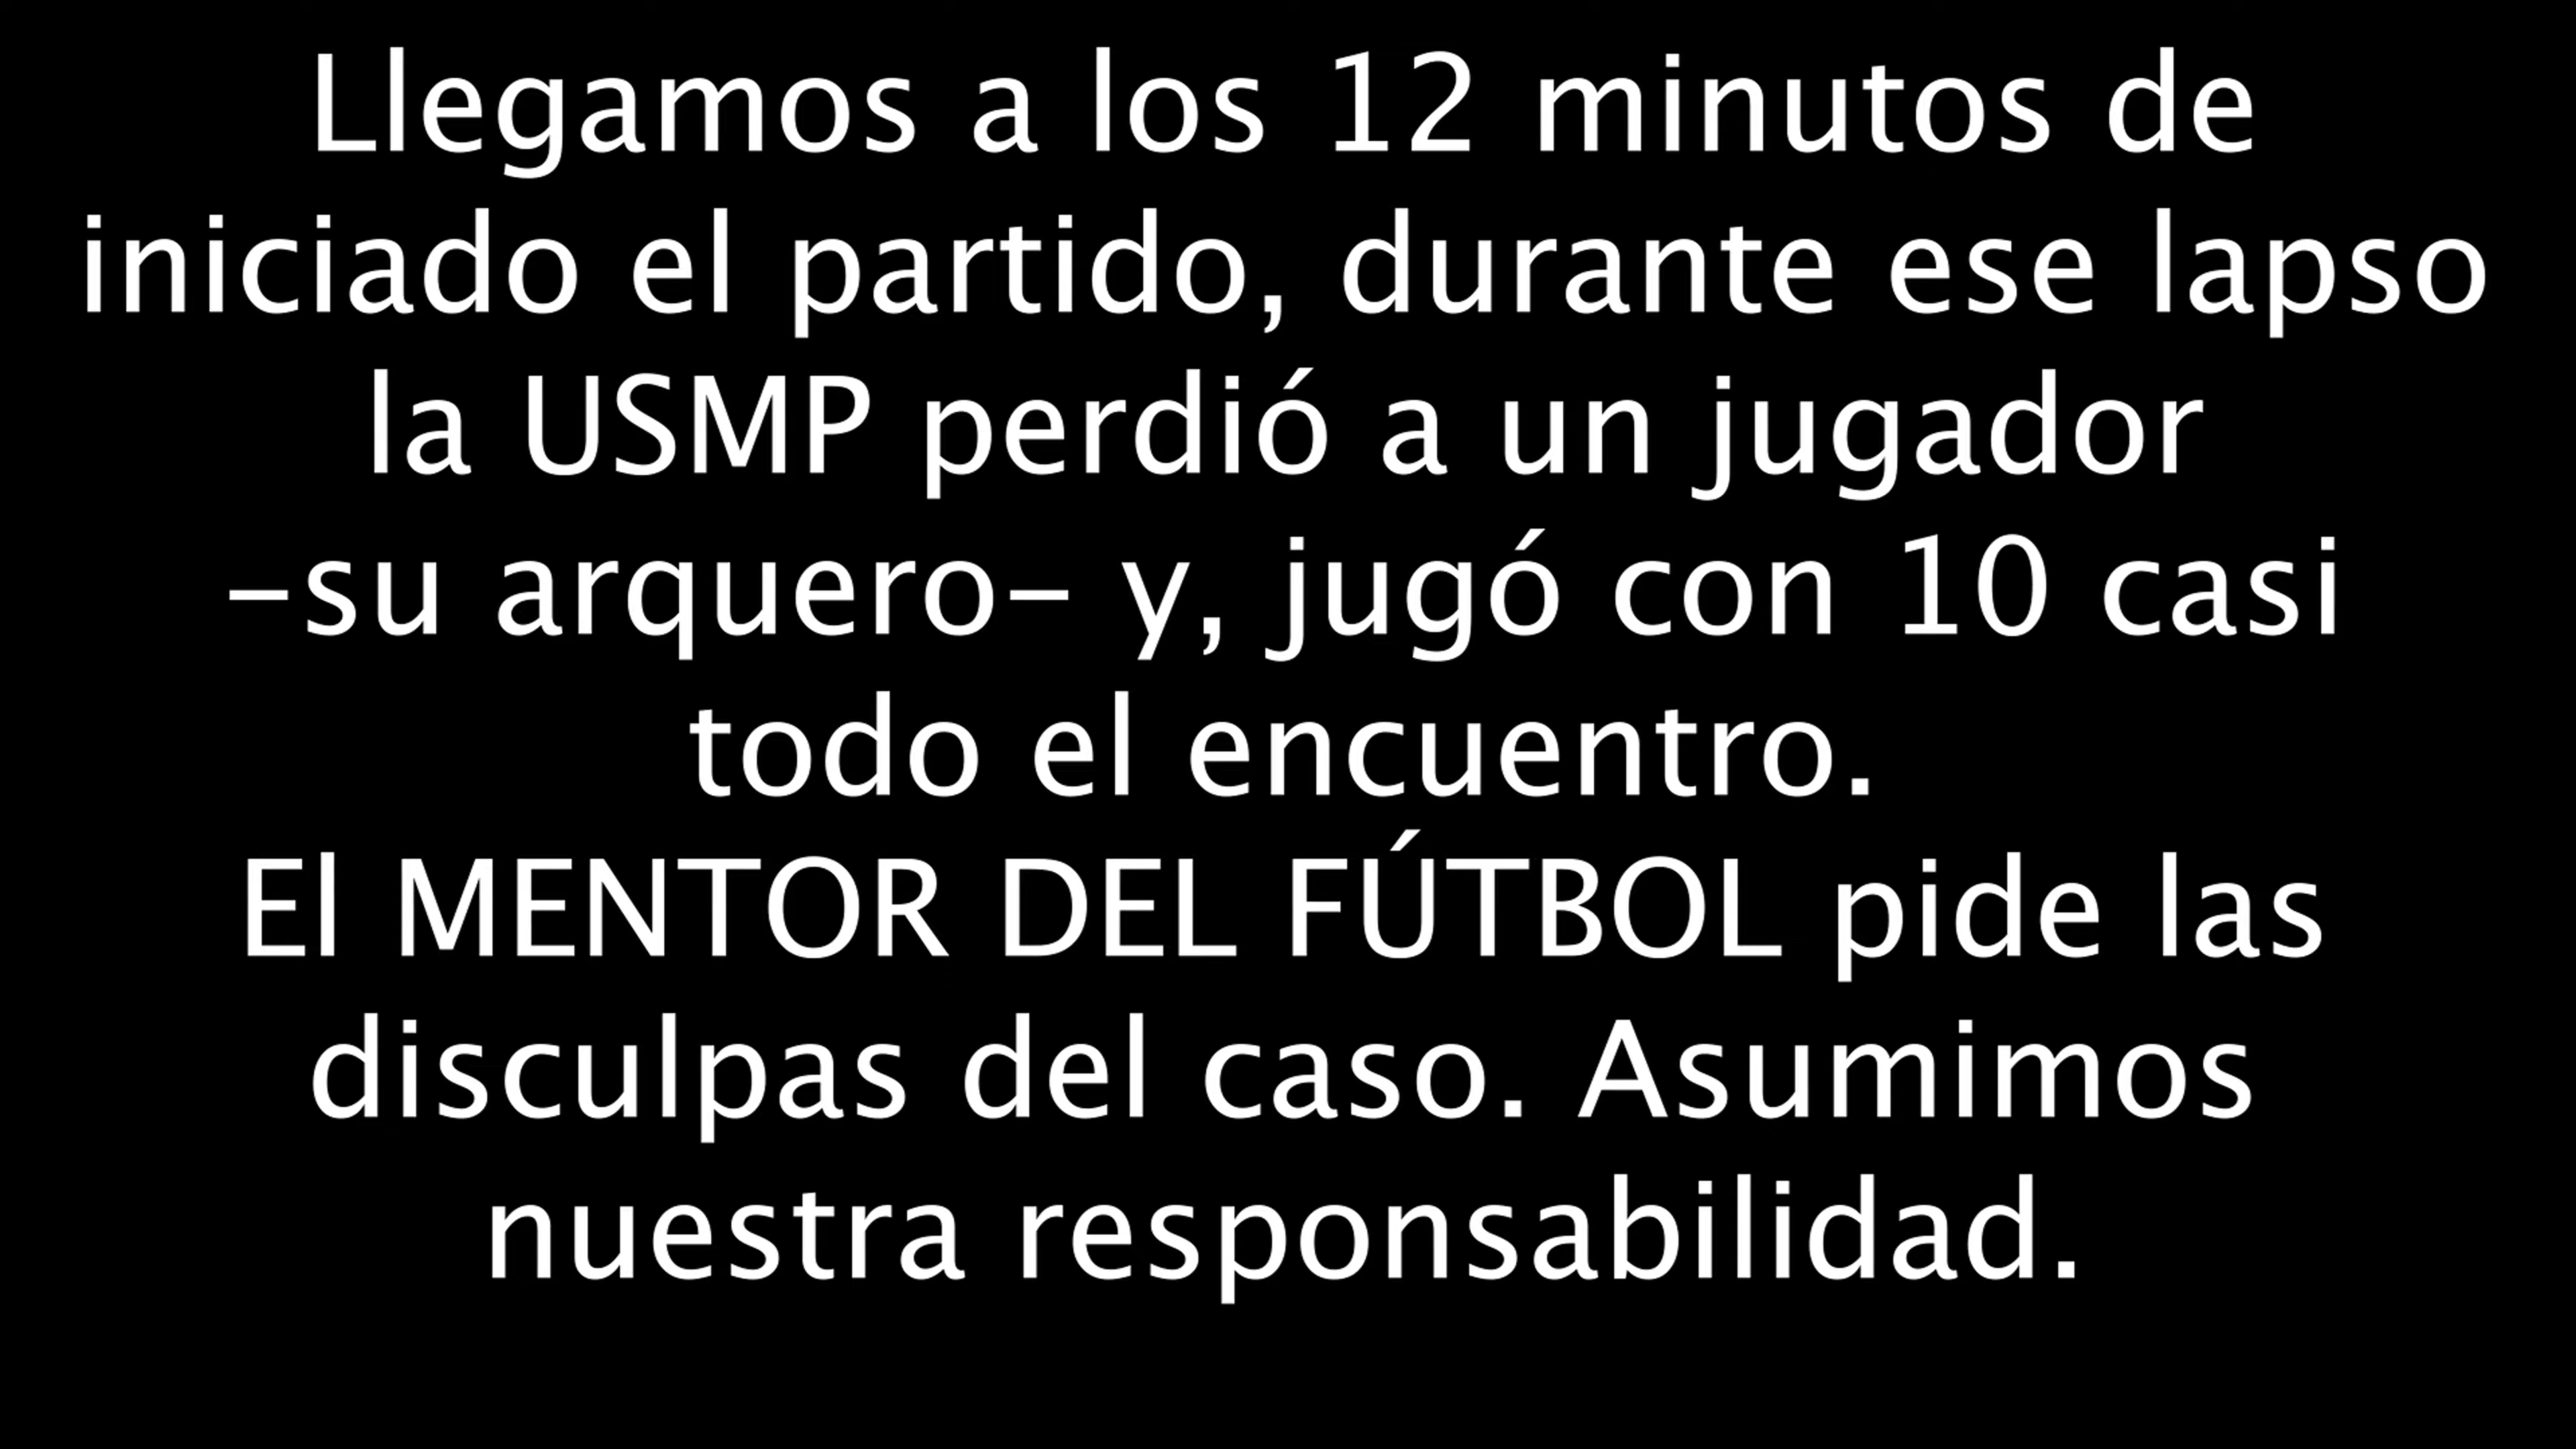 Llegamos a los 12 minutos de
iniciado el partido, durante ese lapso
la USMP perdió a un jugador
-su arquero- y, jugó con 10 casi
todo el encuentro.
El MENTOR DEL FÚTBOL pide las
disculpas del caso. Asumimos
nuestra responsabilidad.